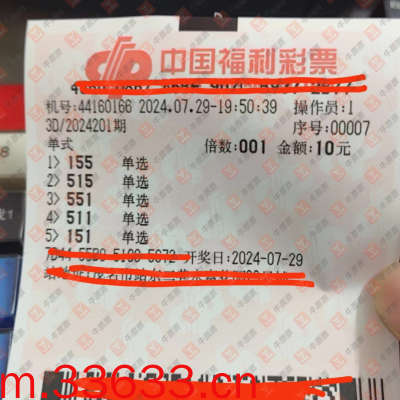 中国福利彩票
机号:44160166 2024.07.29-19:50:39 操作员:1
3D/2024201期 序号:00007
单式 倍数:001 金额:10元
1> 155 单选
2> 515 单选
3> 551 单选
4> 511 单选
5> 151 单选
开奖日:2024-07-29
m.33633.cn